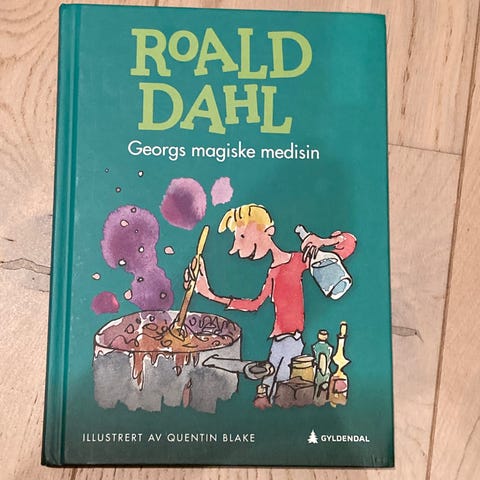 ROALD
DAHL
Georgs magiske medisin
ILLUSTRERT AV QUENTIN BLAKE
GYLDENDAL